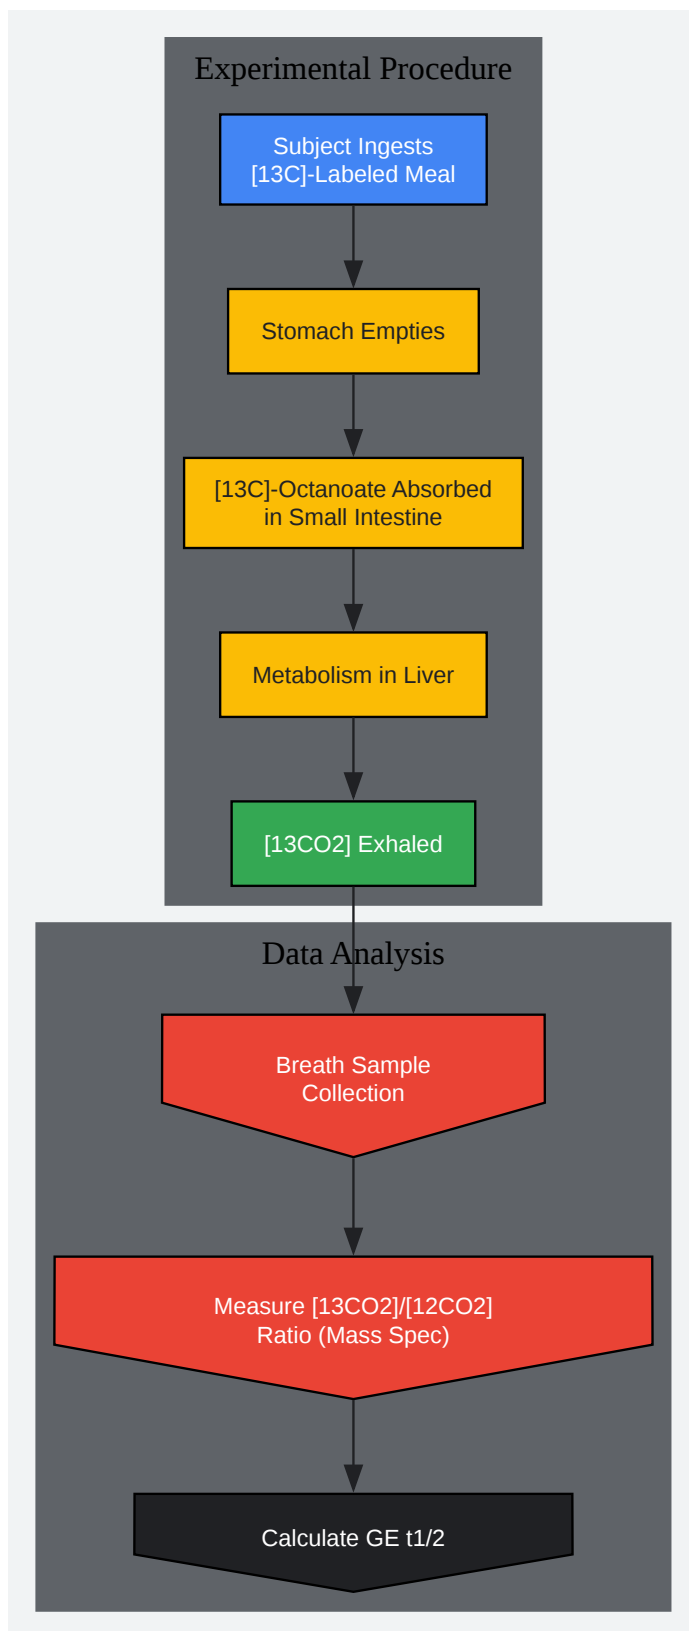 Experimental Procedure
Subject Ingests
[13C]-Labeled Meal
Stomach Empties
[13C]-Octanoate Absorbed
in Small Intestine
Metabolism in Liver
[13CO2] Exhaled
Data Analysis
Breath Sample
Collection
Measure [13CO2]/[12CO2]
Ratio (Mass Spec)
Calculate GE t1/2